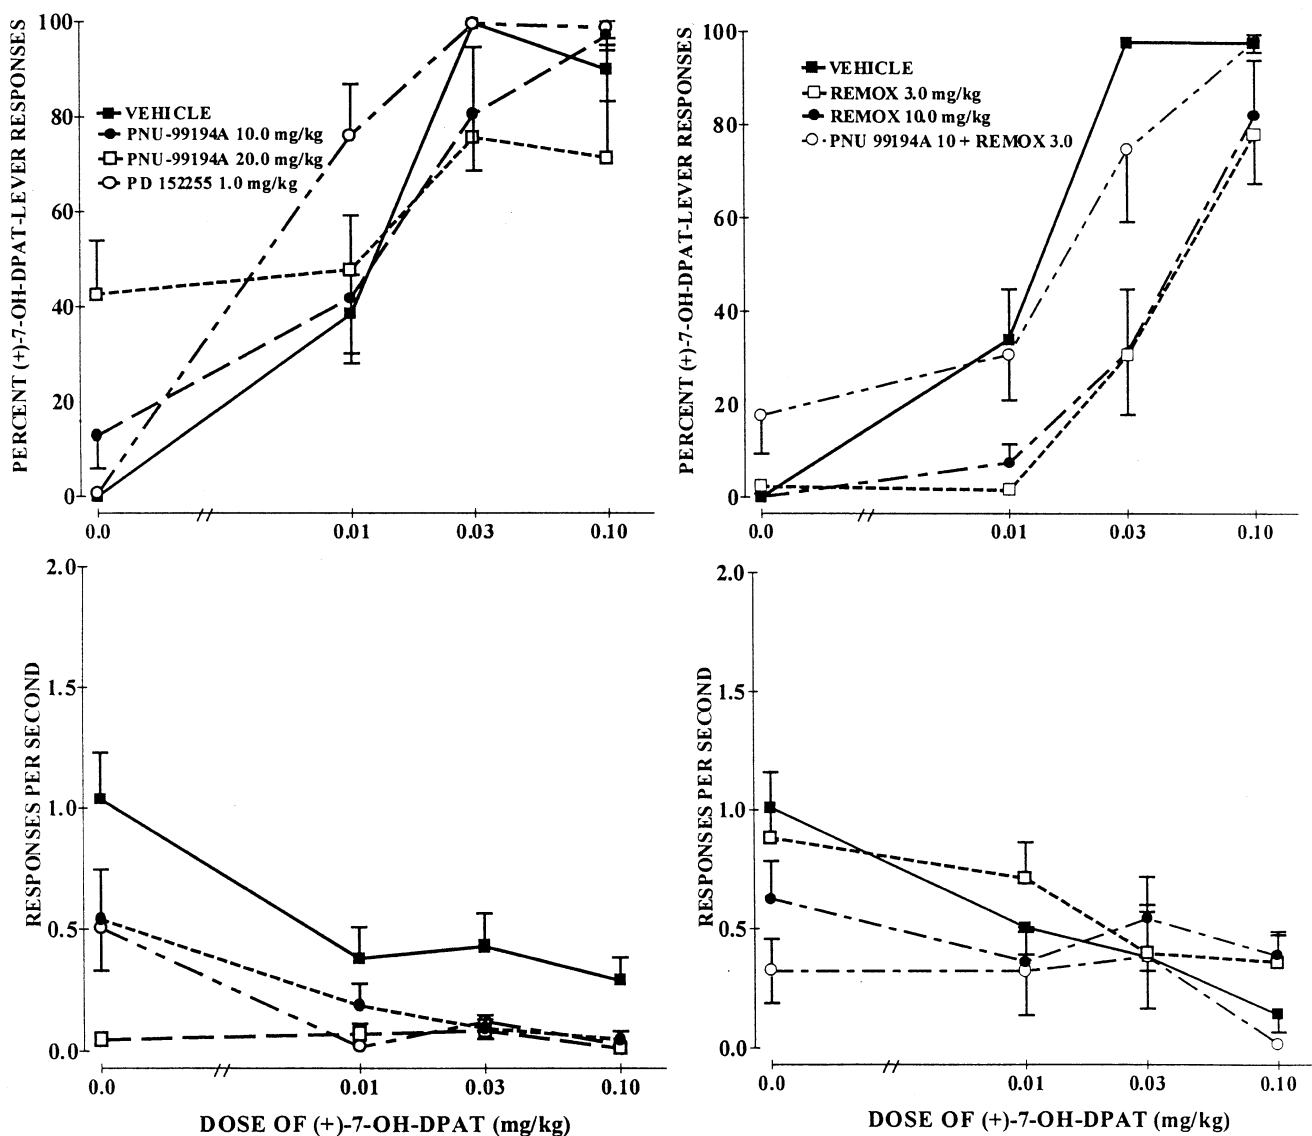 PERCENT (+)-7-OH-DPAT-LEVER RESPONSES
100
80
60
40
20
0
VEHICLE
PNU-99194A 10.0 mg/kg
PNU-99194A 20.0 mg/kg
PD 152255 1.0 mg/kg
0.0 0.01 0.03 0.10
PERCENT (+)-7-OH-DPAT-LEVER RESPONSES
100
80
60
40
20
0
VEHICLE
REMOX 3.0 mg/kg
REMOX 10.0 mg/kg
PNU 99194A 10 + REMOX 3.0
0.0 0.01 0.03 0.10
RESPONSES PER SECOND
2.0
1.5
1.0
0.5
0.0
0.0 0.01 0.03 0.10
DOSE OF (+)-7-OH-DPAT (mg/kg)
RESPONSES PER SECOND
2.0
1.5
1.0
0.5
0.0
0.0 0.01 0.03 0.10
DOSE OF (+)-7-OH-DPAT (mg/kg)